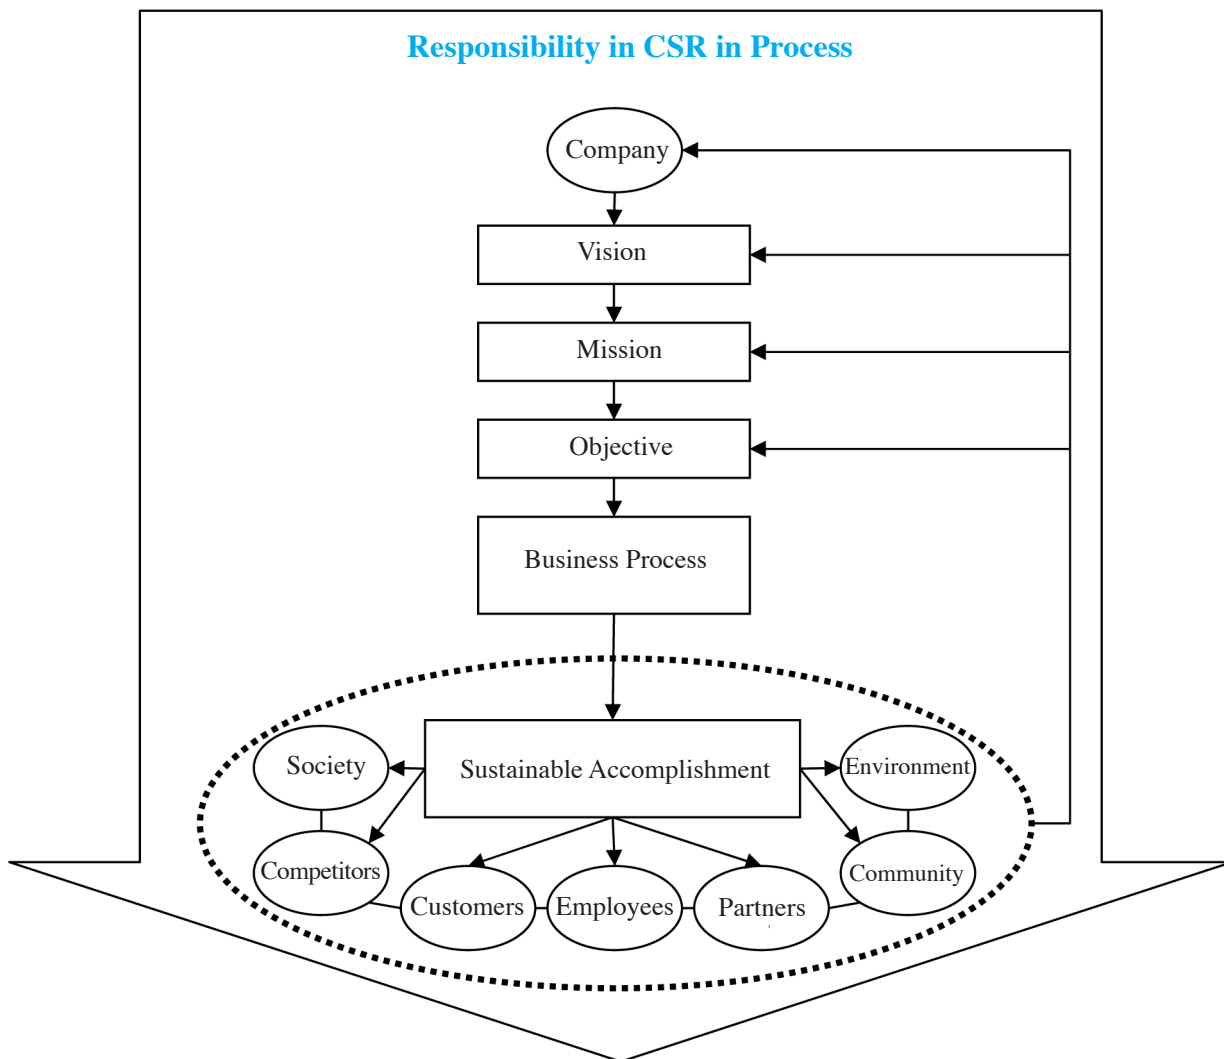 Responsibility in CSR in Process
Company
Vision
Mission
Objective
Business Process
Sustainable Accomplishment
Society
Environment
Competitors
Community
Customers
Employees
Partners